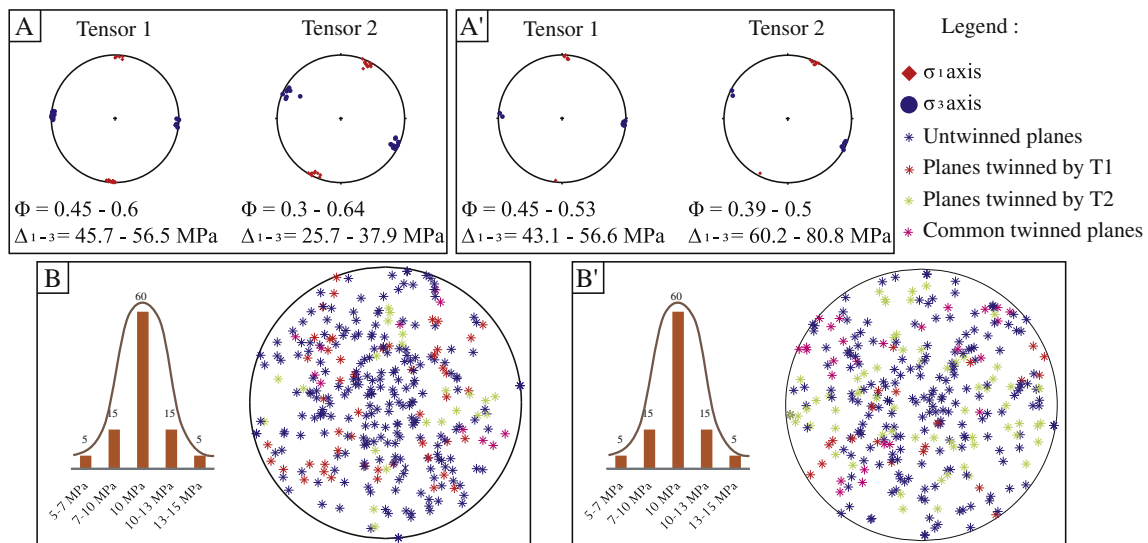 A
Tensor 1
Tensor 2
Φ = 0.45 - 0.6
Δ₁₋₃= 45.7 - 56.5 MPa
Φ = 0.3 - 0.64
Δ₁₋₃= 25.7 - 37.9 MPa
A'
Tensor 1
Tensor 2
Φ = 0.45 - 0.53
Δ₁₋₃= 43.1 - 56.6 MPa
Φ = 0.39 - 0.5
Δ₁₋₃= 60.2 - 80.8 MPa
Legend :
σ₁ axis
σ₃ axis
Untwinned planes
Planes twinned by T1
Planes twinned by T2
Common twinned planes
B
60
15
15
5
5
5-7 MPa
7-10 MPa
10 MPa
10-13 MPa
13-15 MPa
B'
60
15
15
5
5
5-7 MPa
7-10 MPa
10 MPa
10-13 MPa
13-15 MPa